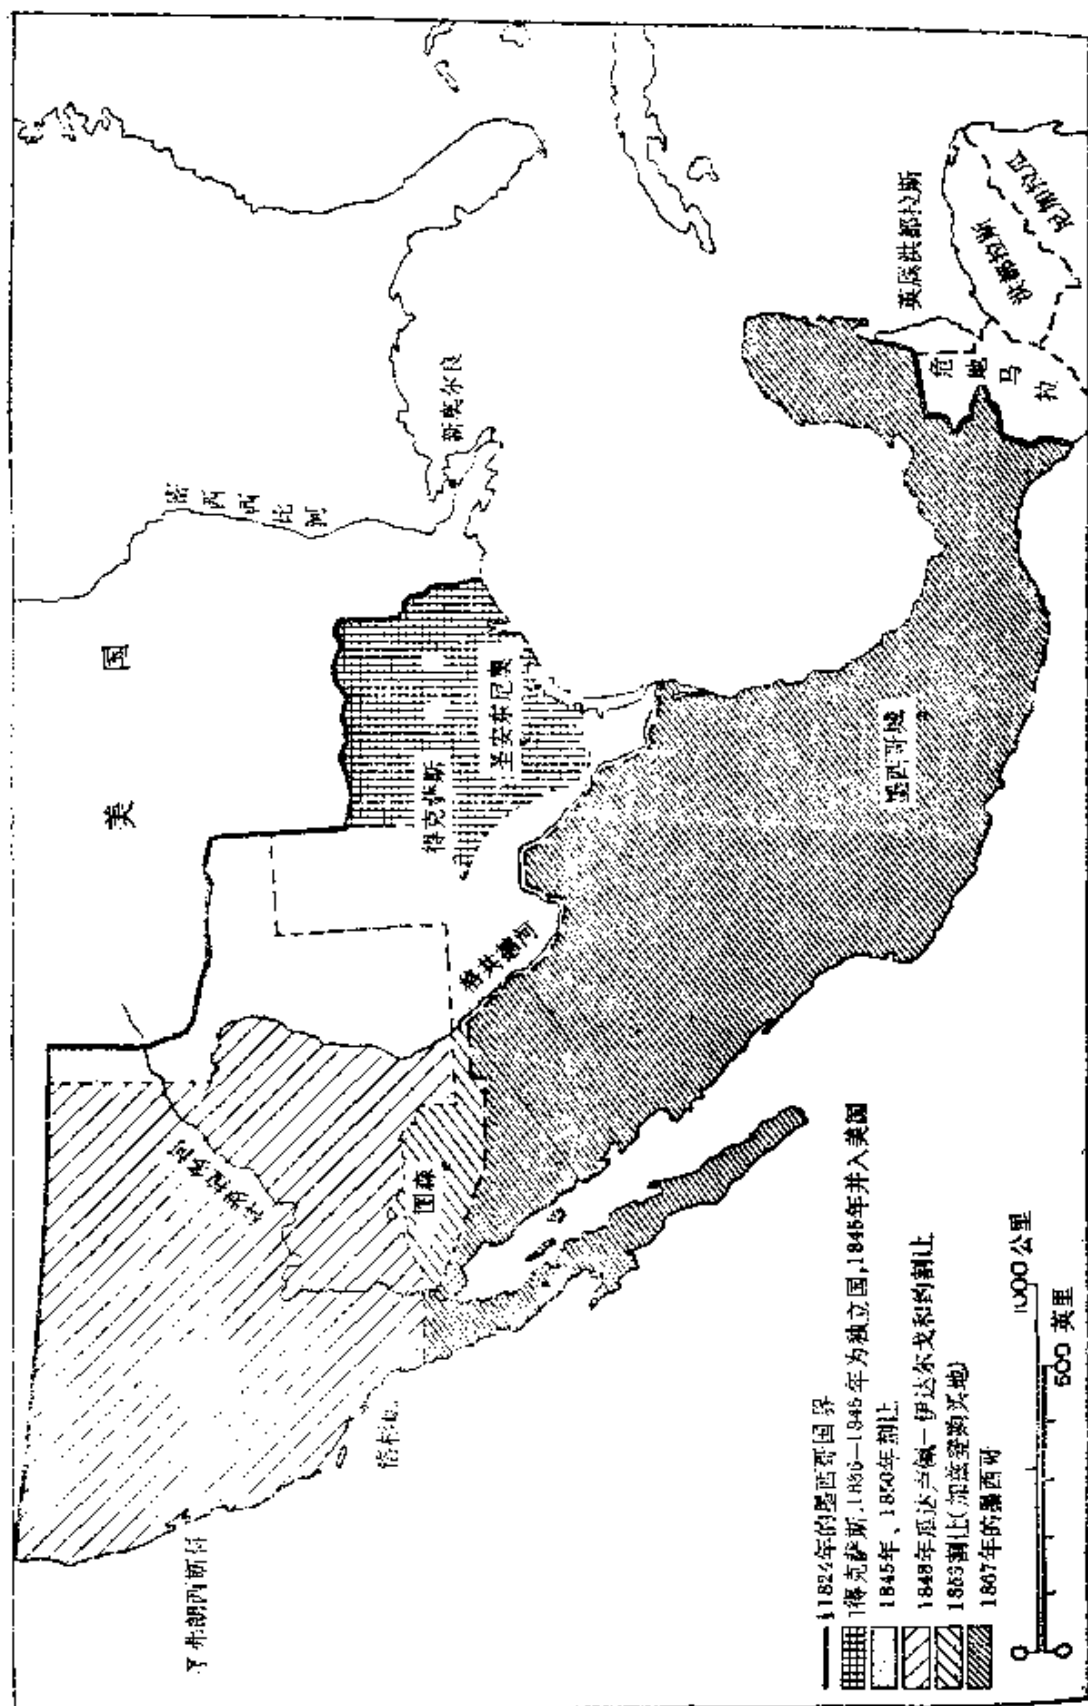 美国
密西西比河
新奥尔良
得克萨斯
圣安东尼奥
格兰德河
图森
墨西哥城
英属洪都拉斯
危地马拉
洪都拉斯
尼加拉瓜
1824年的墨西哥国界
得克萨斯,1836—1845年为独立国,1845年并入美国
1845年、1850年割让
1848年瓜达卢佩-伊达尔戈和约割让
1853割让(加兹登购买地)
1867年的墨西哥
0
1000公里
0
500 英里